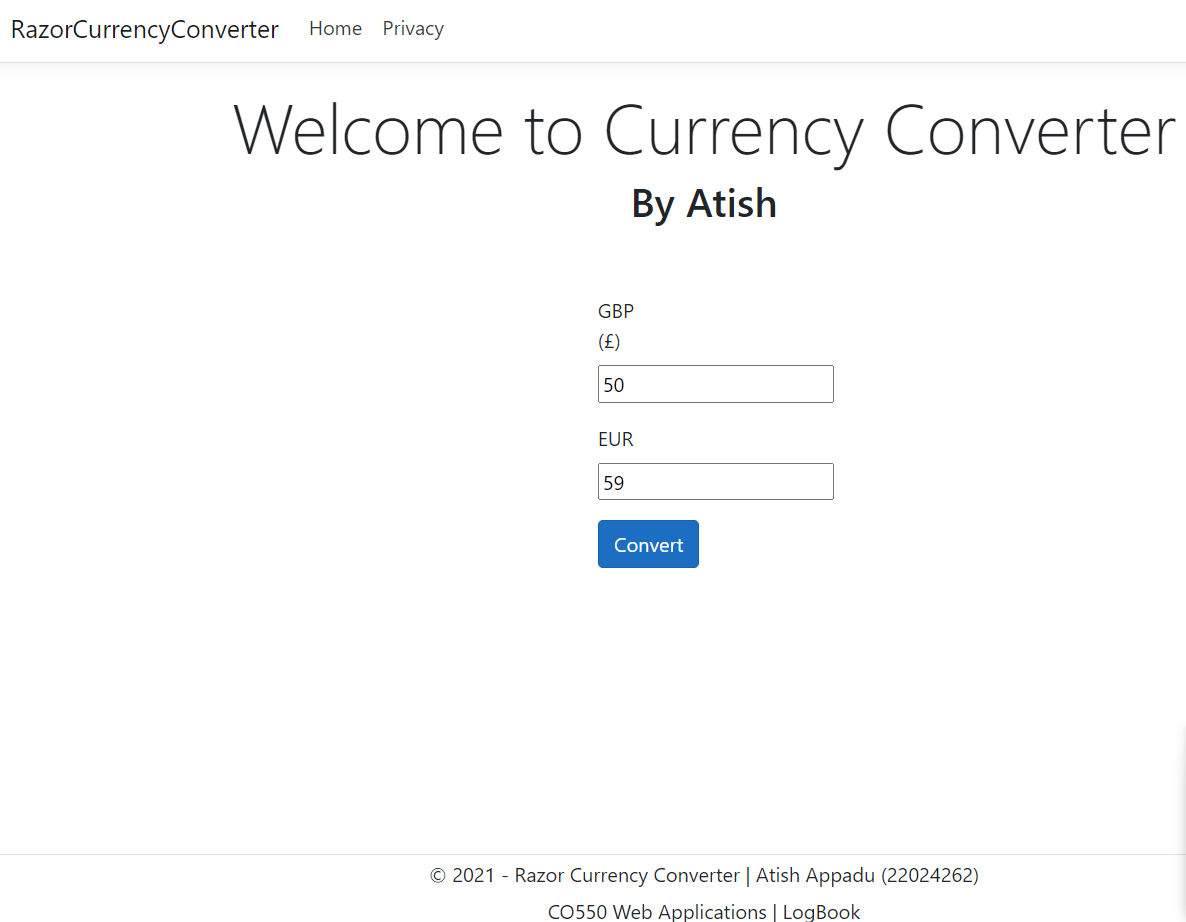 RazorCurrencyConverter Home Privacy
Welcome to Currency Converter
By Atish
GBP
(£)
50
EUR
59
Convert
© 2021 - Razor Currency Converter | Atish Appadu (22024262)
CO550 Web Applications | LogBook